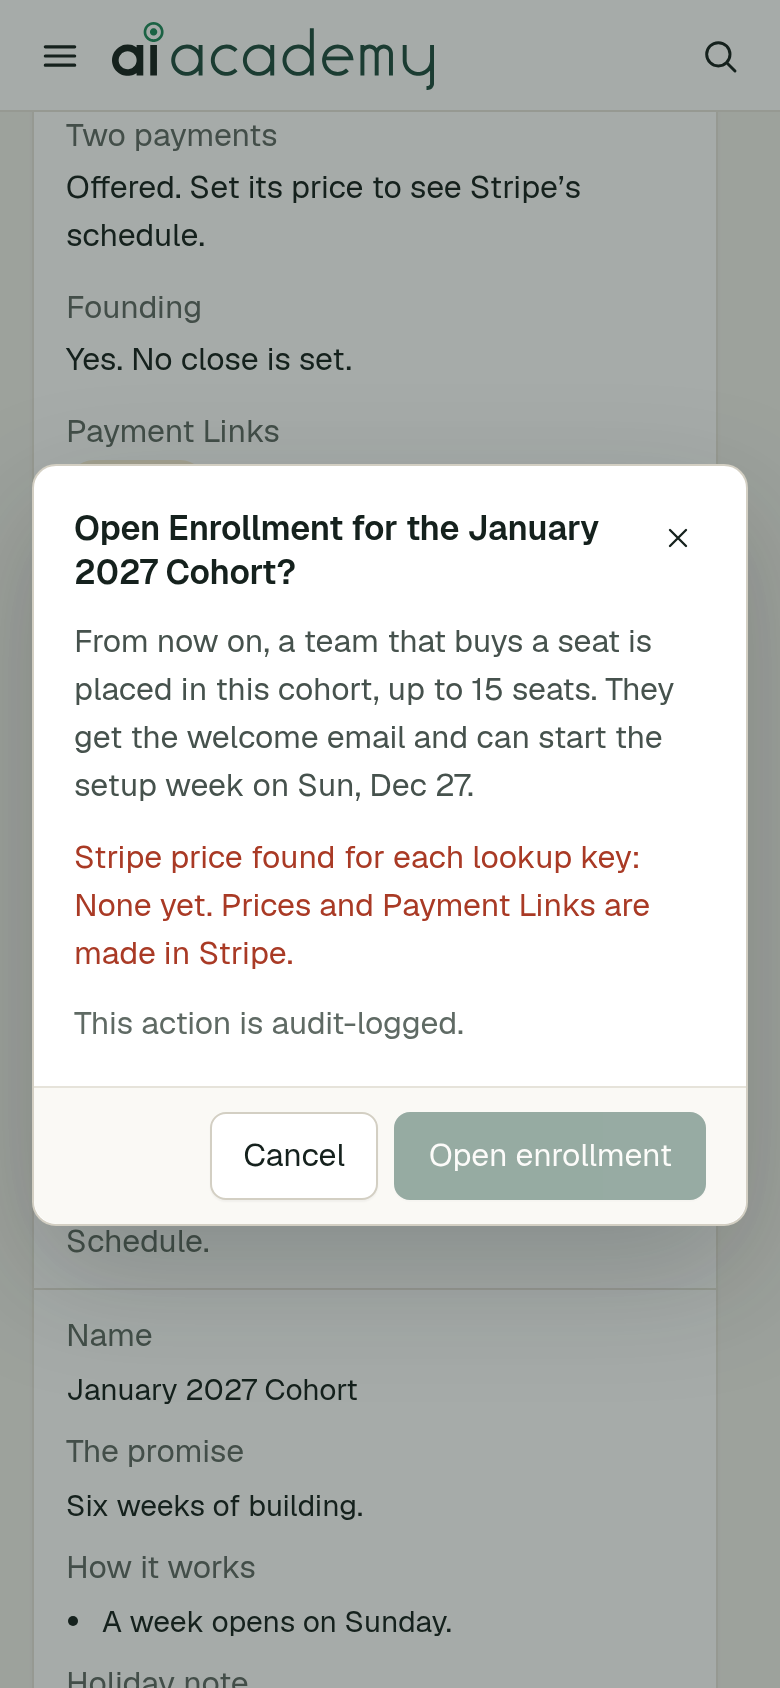 ai academy
Two payments
Offered. Set its price to see Stripe’s
schedule.
Founding
Yes. No close is set.
Payment Links
Open Enrollment for the January
2027 Cohort?
From now on, a team that buys a seat is
placed in this cohort, up to 15 seats. They
get the welcome email and can start the
setup week on Sun, Dec 27.
Stripe price found for each lookup key:
None yet. Prices and Payment Links are
made in Stripe.
This action is audit-logged.
Cancel
Open enrollment
Schedule.
Name
January 2027 Cohort
The promise
Six weeks of building.
How it works
• A week opens on Sunday.
Holiday note